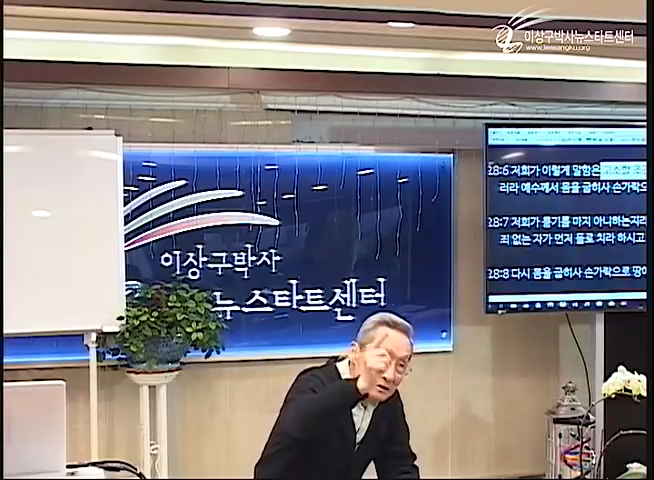 이상구박사뉴스타트센터
www.leesangku.org
이상구박사
뉴스타트센터
28:6 저희가 이렇게 말함은
러라 예수께서 몸을 굽히사 손가락으
28:7 저희가 묻기를 마지 아니하는지라
죄 없는 자가 먼저 돌로 치라 하시고
28:8 다시 몸을 굽히사 손가락으로 땅에